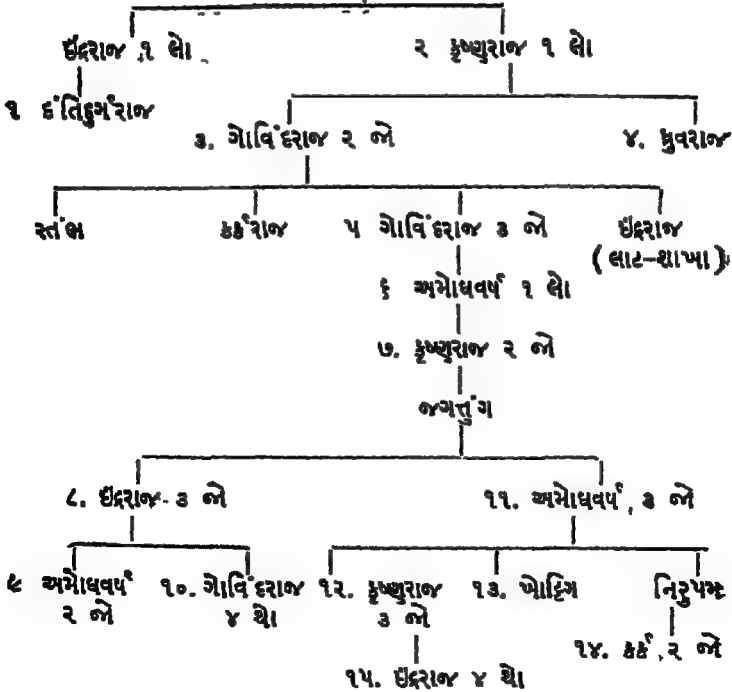 ઇંદ્રરાજ ૧ લો ૨ કૃષ્ણરાજ ૧ લો
૧ દંતિદુર્ગરાજ
૩. ગોવિંદરાજ ૨ જો ૪. ધ્રુવરાજ
સ્તંભ કર્કરાજ ૫ ગોવિંદરાજ ૩ જો ઇંદ્રરાજ
(લાટ-શાખા)
૬ અમોઘવર્ષ ૧ લો
૭. કૃષ્ણરાજ ૨ જો
જગત્તુંગ
૮. ઇંદ્રરાજ- ૩ જો ૧૧. અમોઘવર્ષ, ૩ જો
૯ અમોઘવર્ષ ૧૦. ગોવિંદરાજ ૧૨. કૃષ્ણરાજ ૧૩. ખોટ્ટિગ નિરુપમ
૨ જો ૪ થો ૩ જો
૧૪. કર્ક, ૨ જો
૧૫. ઇંદ્રરાજ ૪ થો